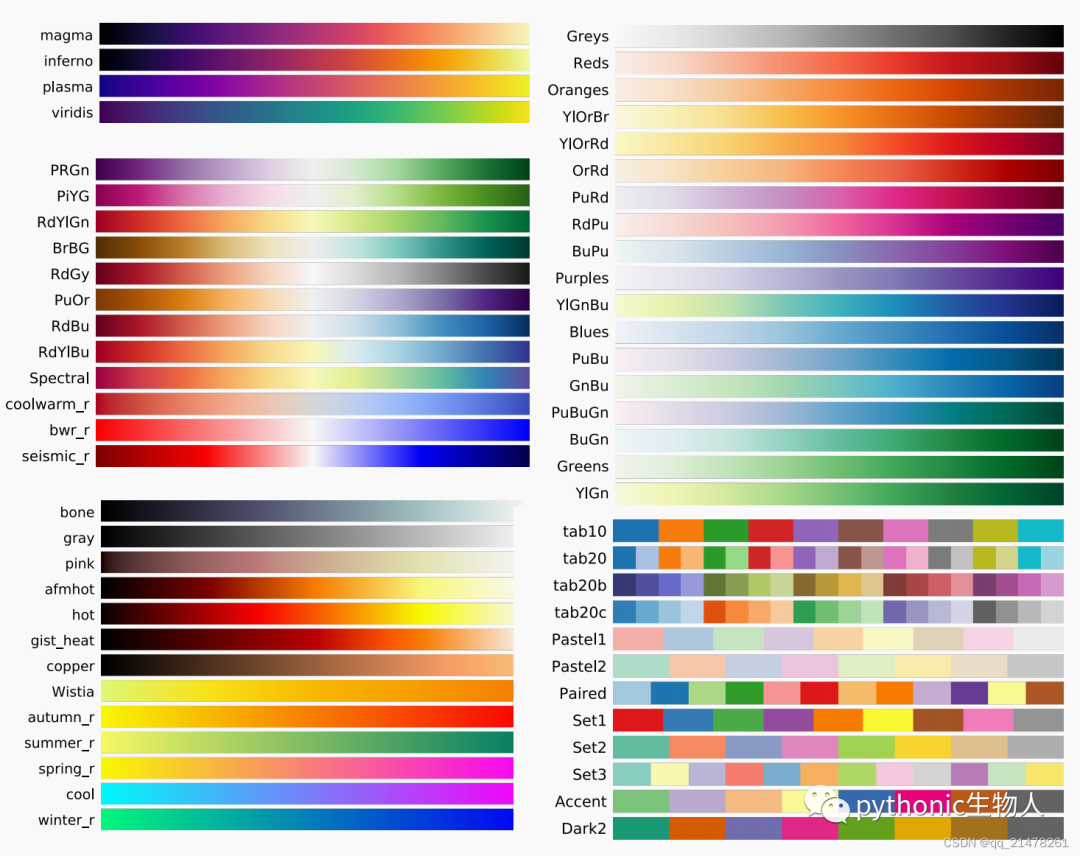 magma
inferno
plasma
viridis
PRGn
PiYG
RdYlGn
BrBG
RdGy
PuOr
RdBu
RdYlBu
Spectral
coolwarm_r
bwr_r
seismic_r
bone
gray
pink
afmhot
hot
gist_heat
copper
Wistia
autumn_r
summer_r
spring_r
cool
winter_r
Greys
Reds
Oranges
YlOrBr
YlOrRd
OrRd
PuRd
RdPu
BuPu
Purples
YlGnBu
Blues
PuBu
GnBu
PuBuGn
BuGn
Greens
YlGn
tab10
tab20
tab20b
tab20c
Pastel1
Pastel2
Paired
Set1
Set2
Set3
Accent
Dark2
pythonic生物人
CSDN @qq_21478261